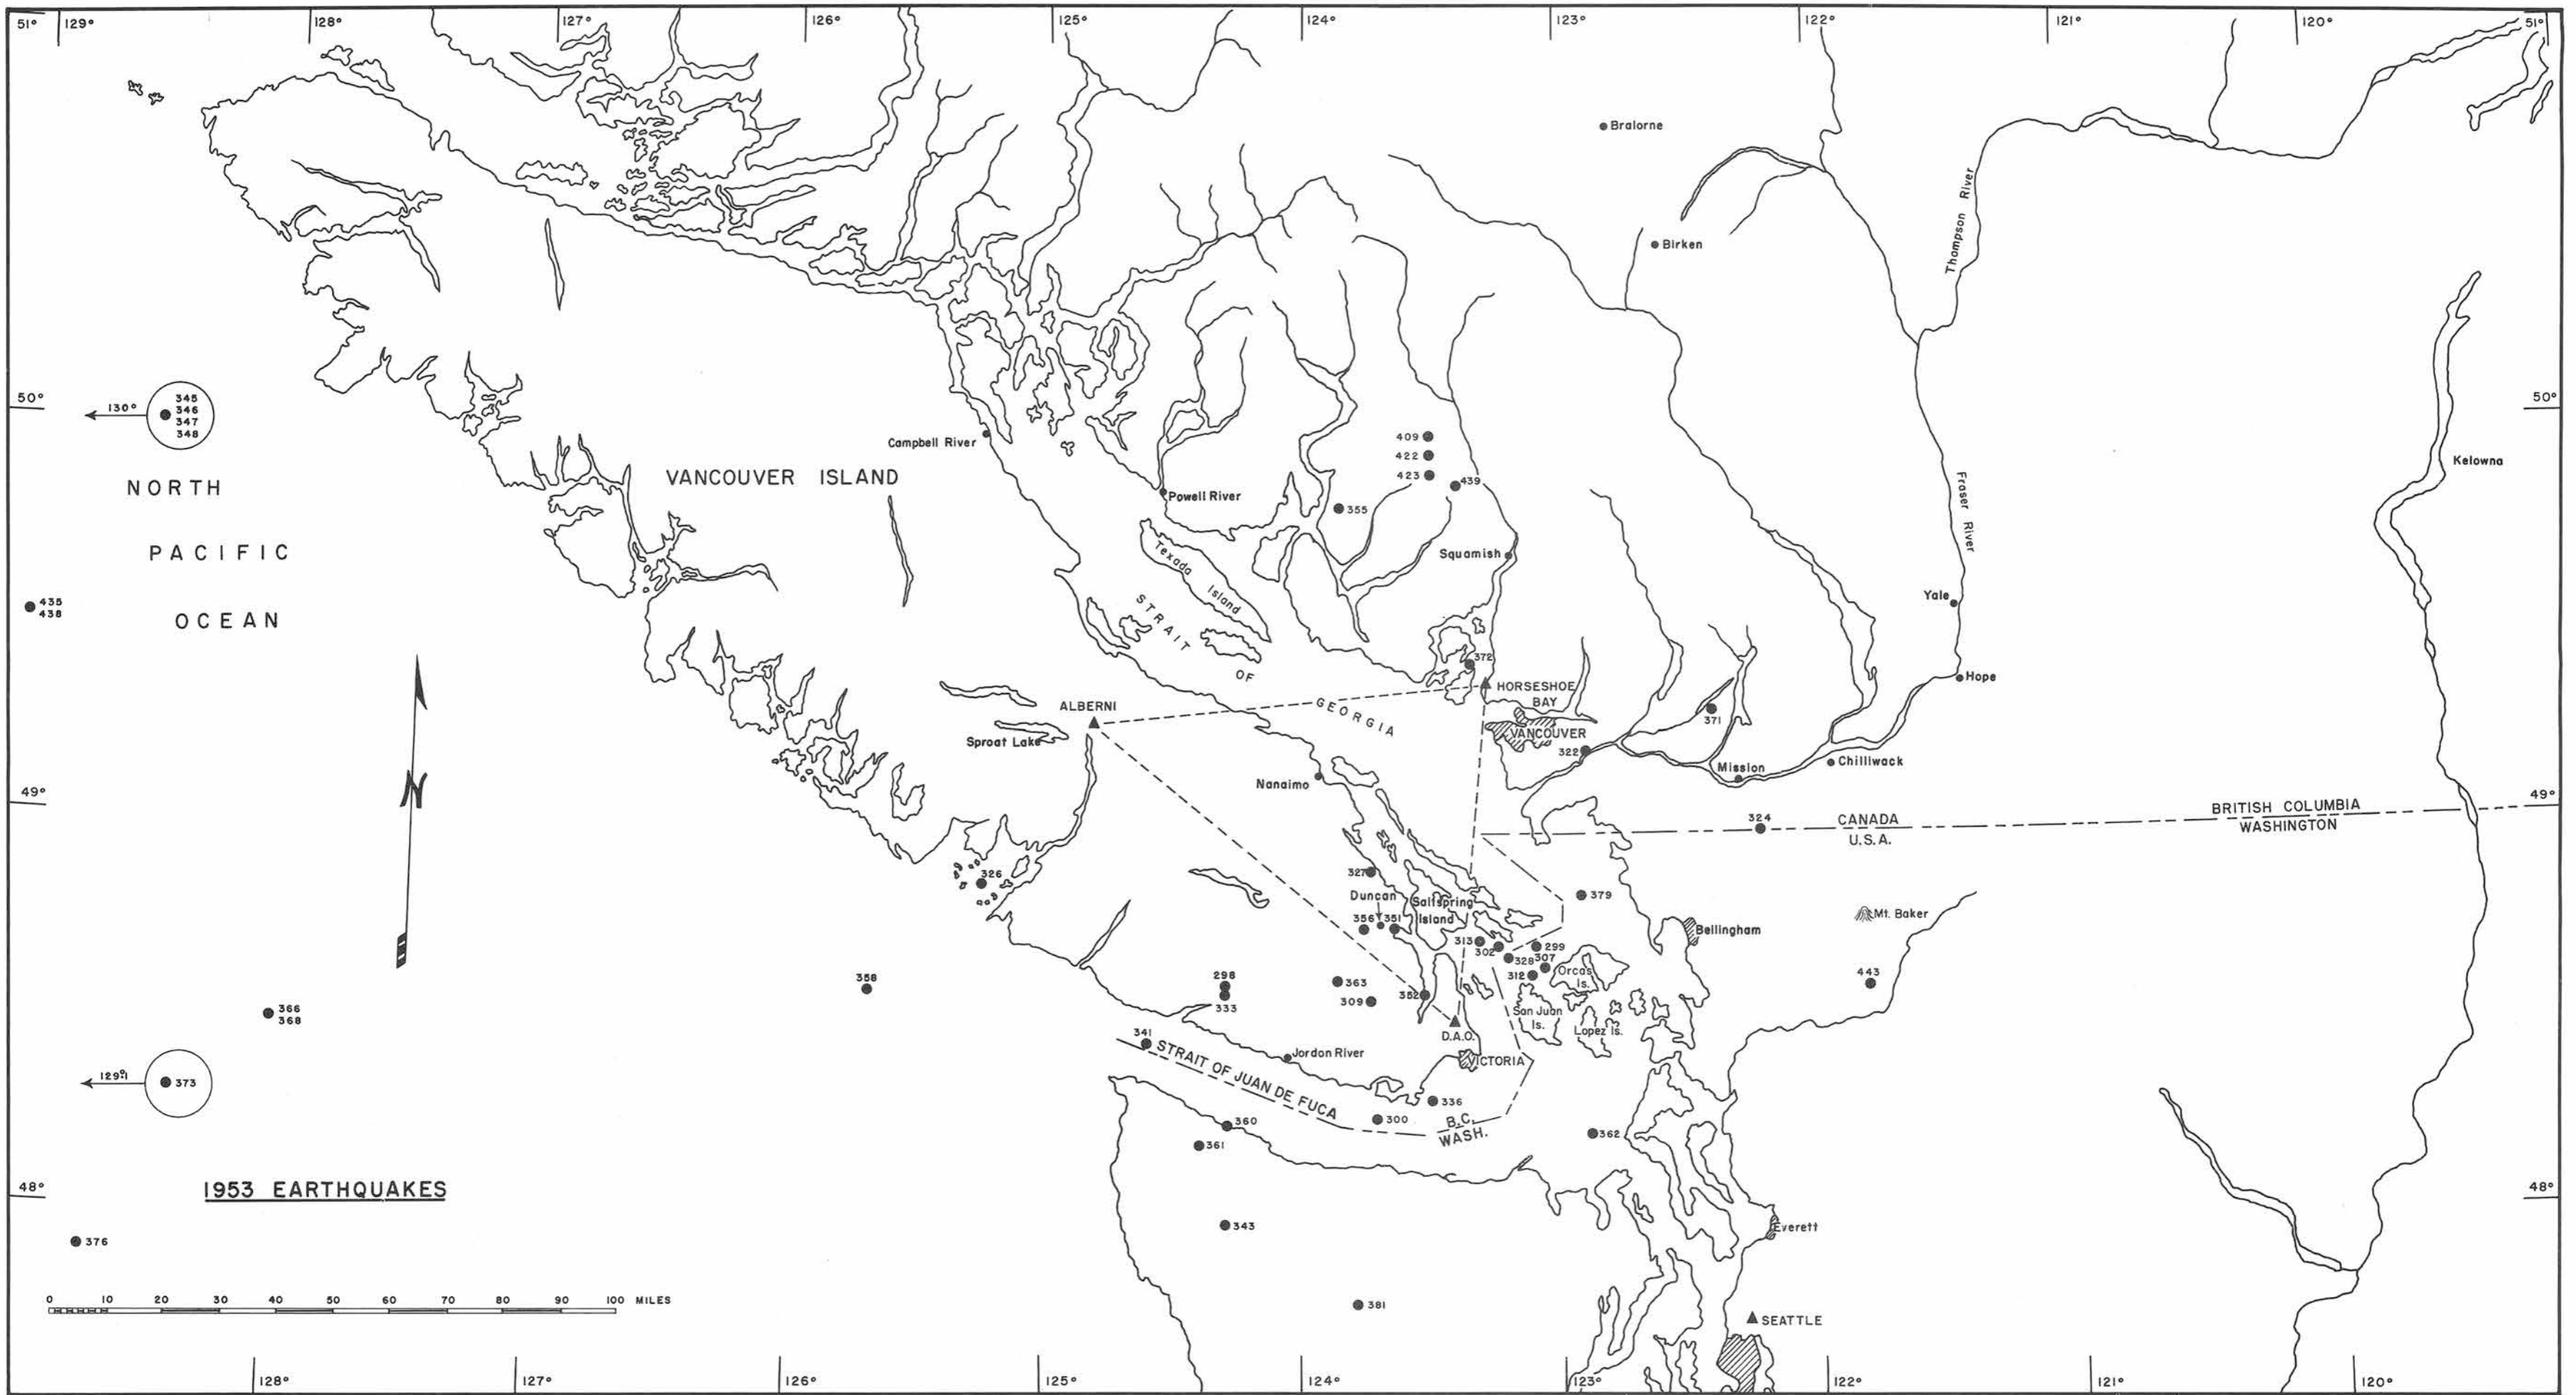 51° 129° 128° 127° 126° 125° 124° 123° 122° 121° 120° 51°
Bralorne
Thompson River
Birken
50° 130° 345 50°
346
347
348
409
Campbell River
422
Kelowna
423
439
VANCOUVER ISLAND
NORTH
Powell River
355
Fraser River
PACIFIC
Squamish
Texada Island
435
438
Yale
OCEAN
STRAIT OF GEORGIA
372
Hope
HORSESHOE
BAY
ALBERNI
371
Sproat Lake
VANCOUVER
322
Mission
Chilliwack
Nanaimo
N
49° 49°
BRITISH COLUMBIA
WASHINGTON
324
CANADA
U.S.A.
326
327
Duncan
379
Saltspring
Island
356 351
Mt. Baker
Bellingham
313
302
299
328 307
312
Orcas
Is.
443
358
298
333
363
309
352
San Juan
Is.
Lopez Is.
366
368
D.A.O.
341
Jordon River
VICTORIA
STRAIT OF JUAN DE FUCA
129°.1 373
336
300
B.C.
WASH.
360
361
362
1953 EARTHQUAKES
48° 48°
343
Everett
376
0 10 20 30 40 50 60 70 80 90 100 MILES
381
SEATTLE
128° 127° 126° 125° 124° 123° 122° 121° 120°